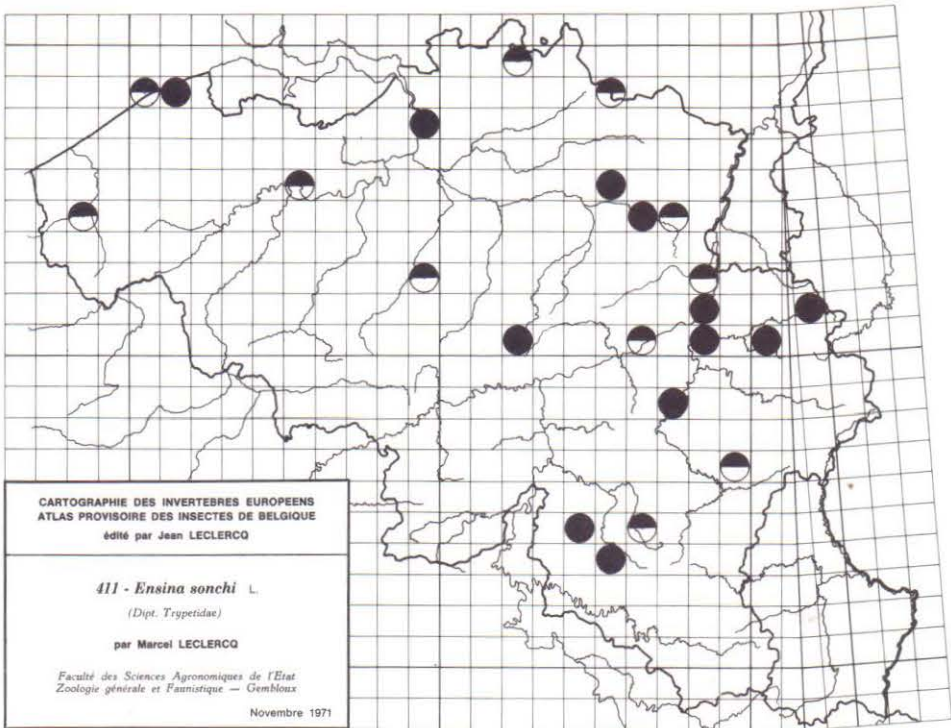 CARTOGRAPHIE DES INVERTEBRES EUROPEENS
ATLAS PROVISOIRE DES INSECTES DE BELGIQUE
édité par Jean LECLERCQ
411 - Ensina sonchi L.
(Dipt. Trypetidae)
par Marcel LECLERCQ
Faculté des Sciences Agronomiques de l'Etat
Zoologie générale et Faunistique — Gembloux
Novembre 1971